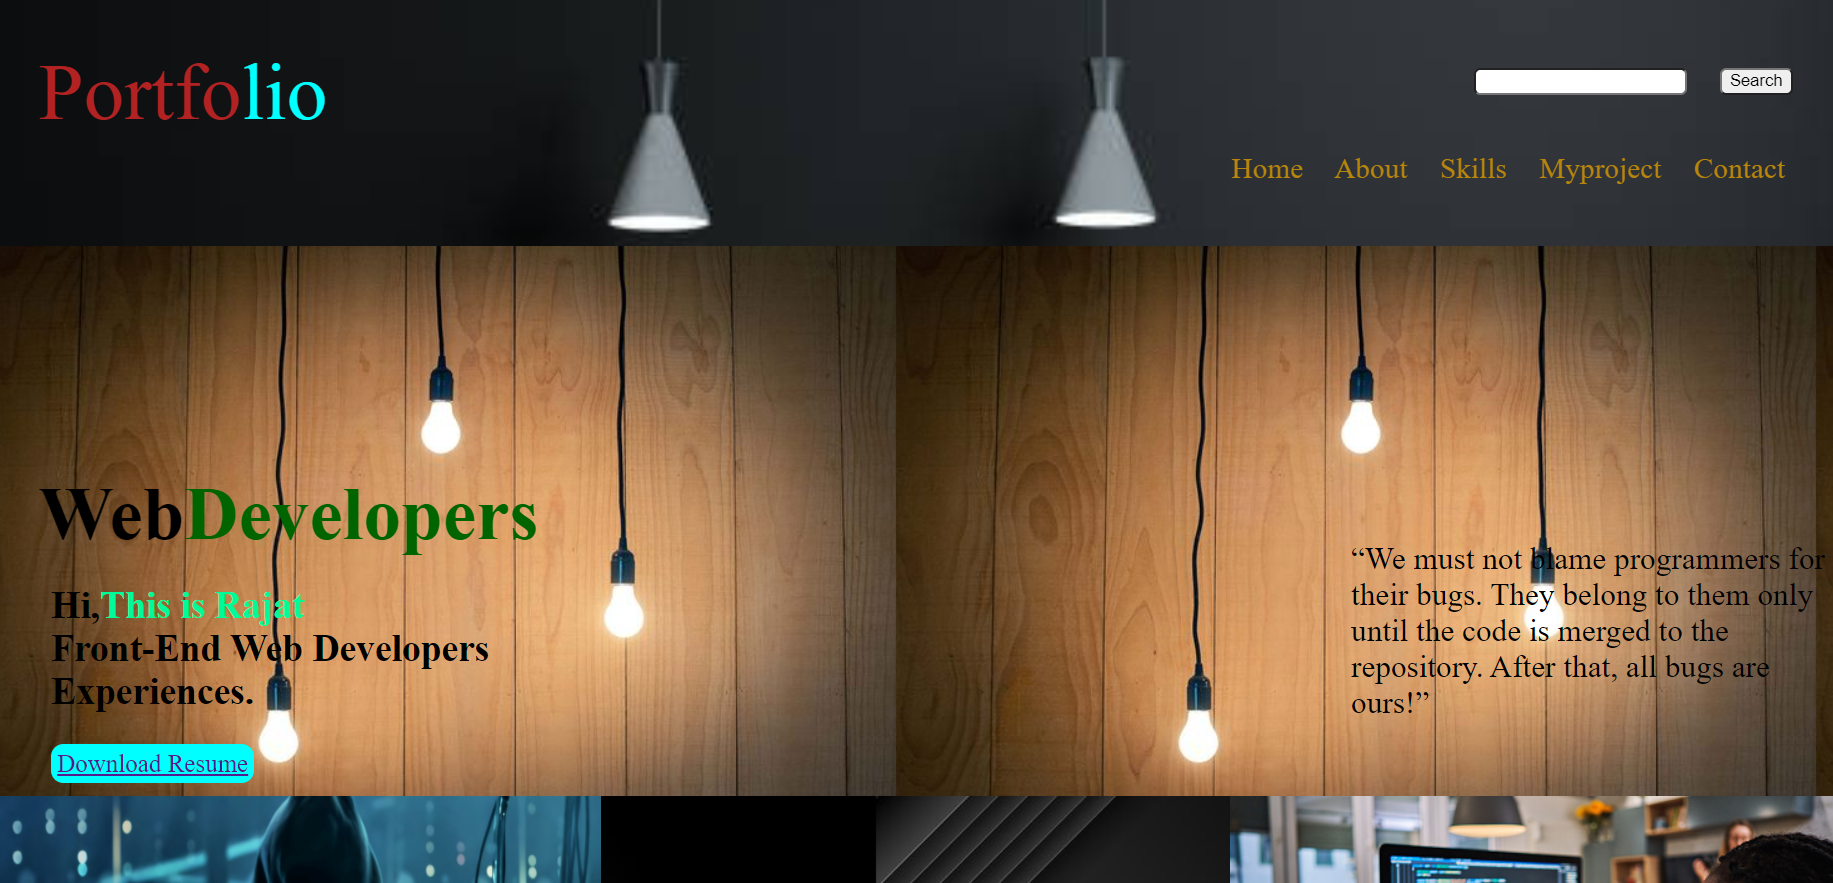 Portfolio
Search
Home About Skills Myproject Contact
WebDevelopers
Hi,This is Rajat
Front-End Web Developers
Experiences.
Download Resume
“We must not blame programmers for
their bugs. They belong to them only
until the code is merged to the
repository. After that, all bugs are
ours!”